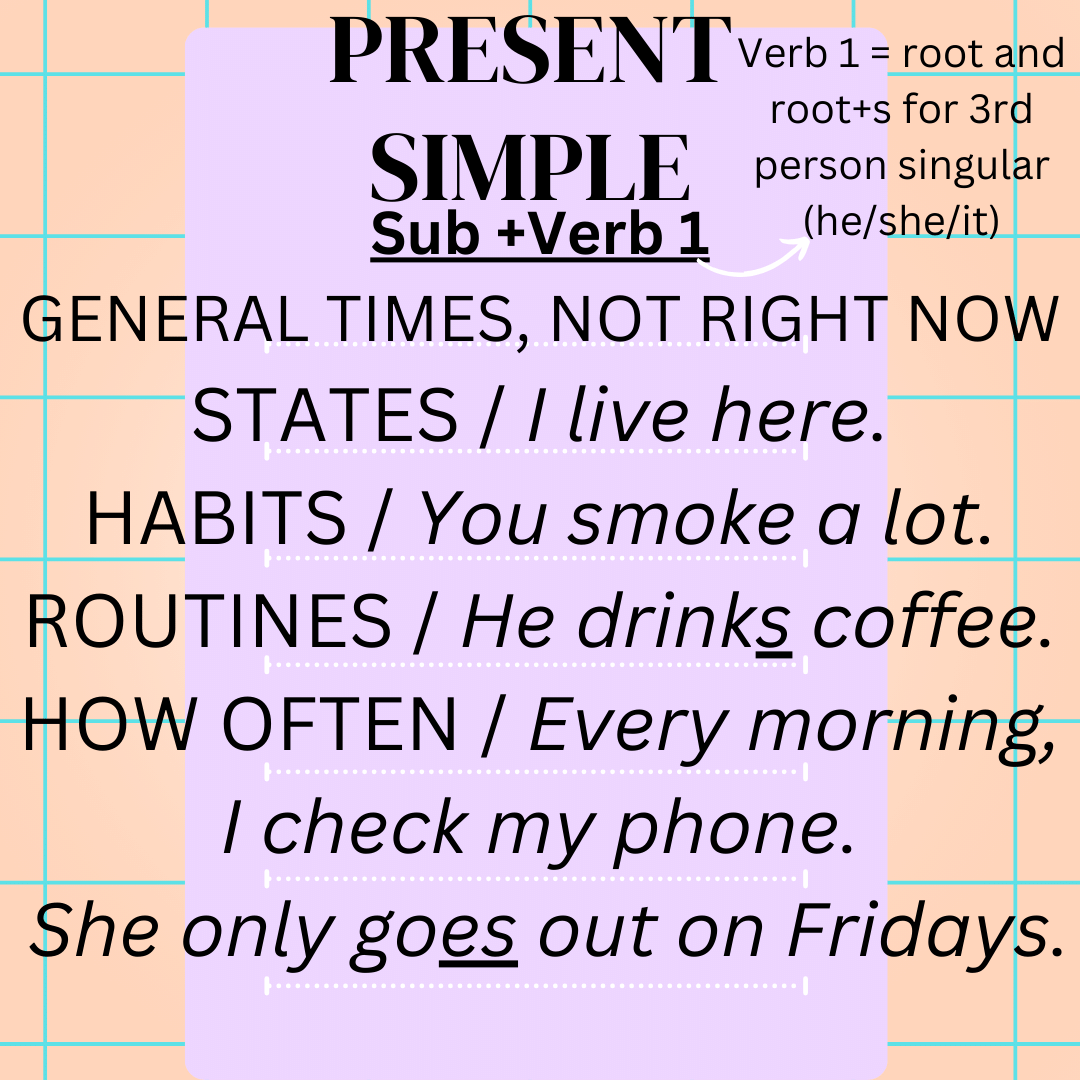 PRESENT
SIMPLE
Sub +Verb 1
Verb 1 = root and
root+s for 3rd
person singular
(he/she/it)
GENERAL TIMES, NOT RIGHT NOW
STATES / I live here.
HABITS / You smoke a lot.
ROUTINES / He drinks coffee.
HOW OFTEN / Every morning,
I check my phone.
She only goes out on Fridays.